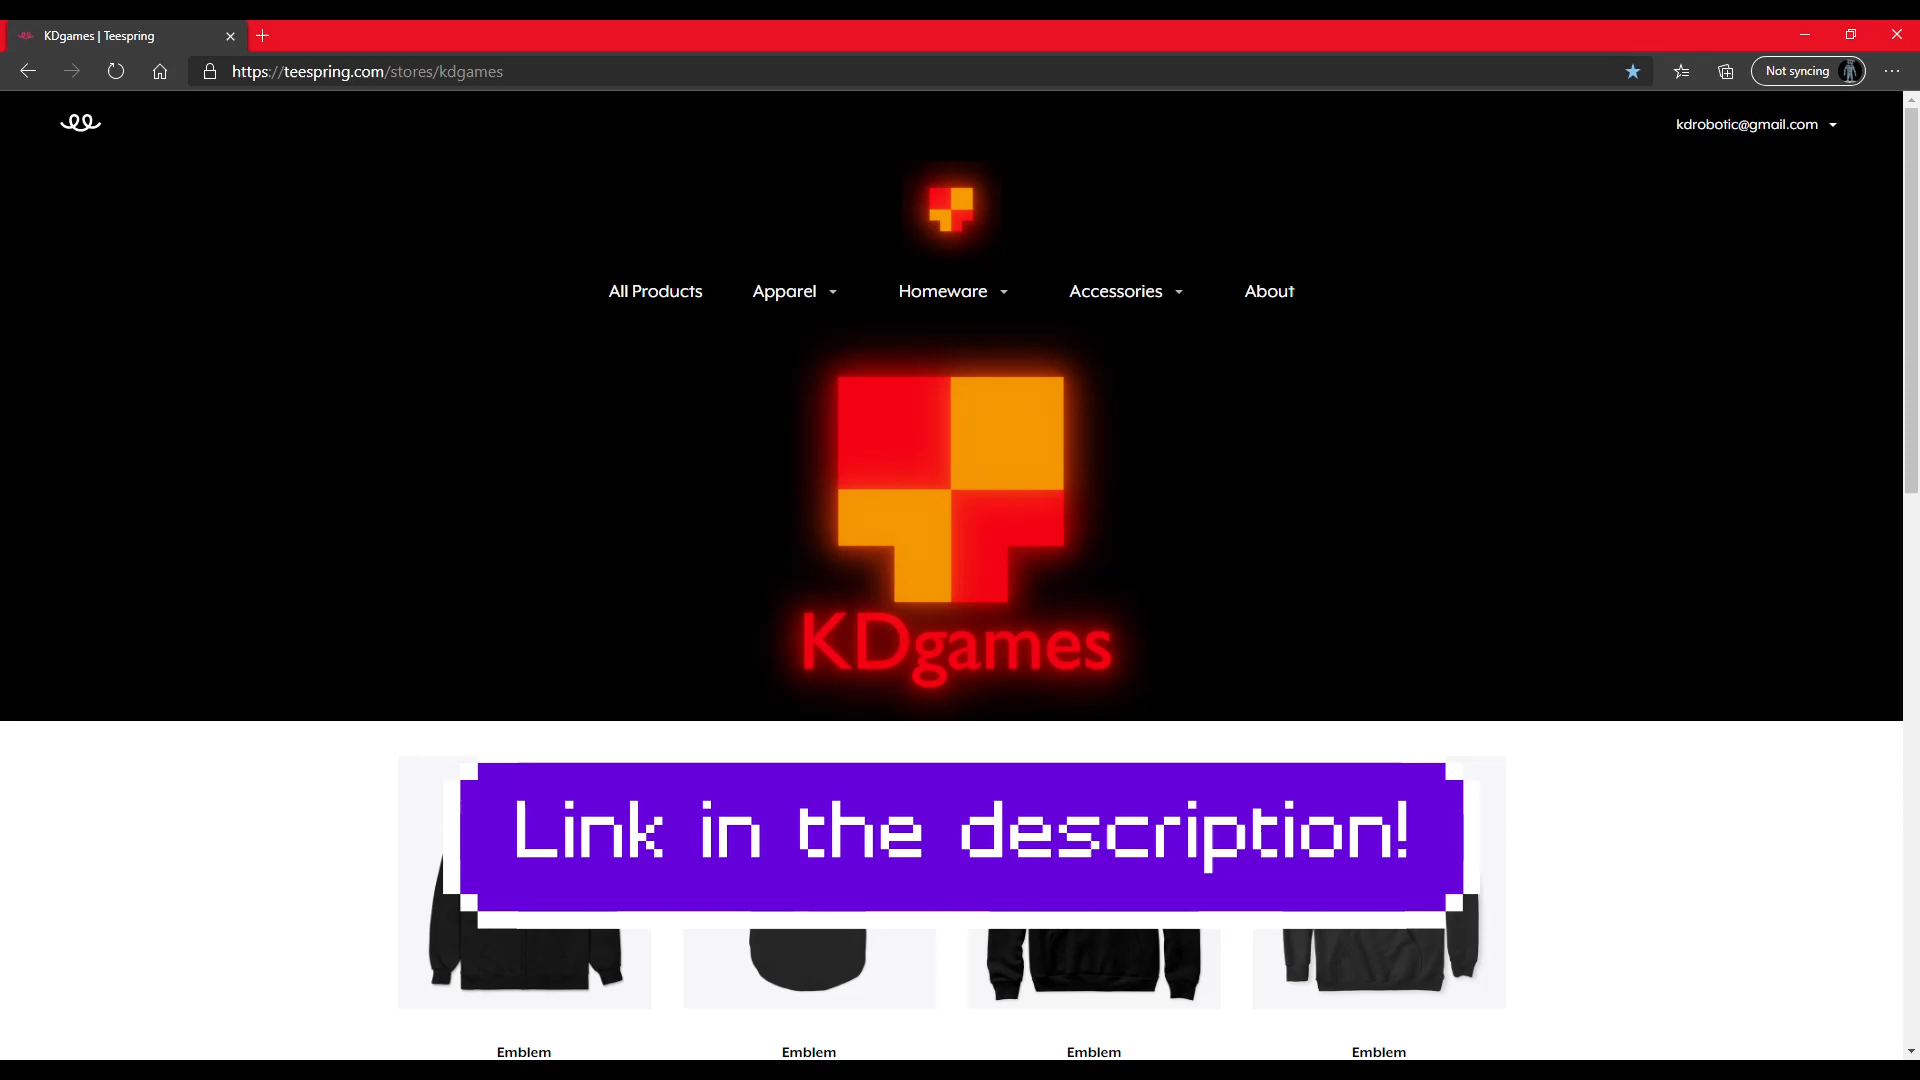 KDgames | Teespring
https://teespring.com/stores/kdgames
Not syncing
kdrobotic@gmail.com
All Products
Apparel
Homeware
Accessories
About
KDgames
Link in the description!
Emblem
Emblem
Emblem
Emblem